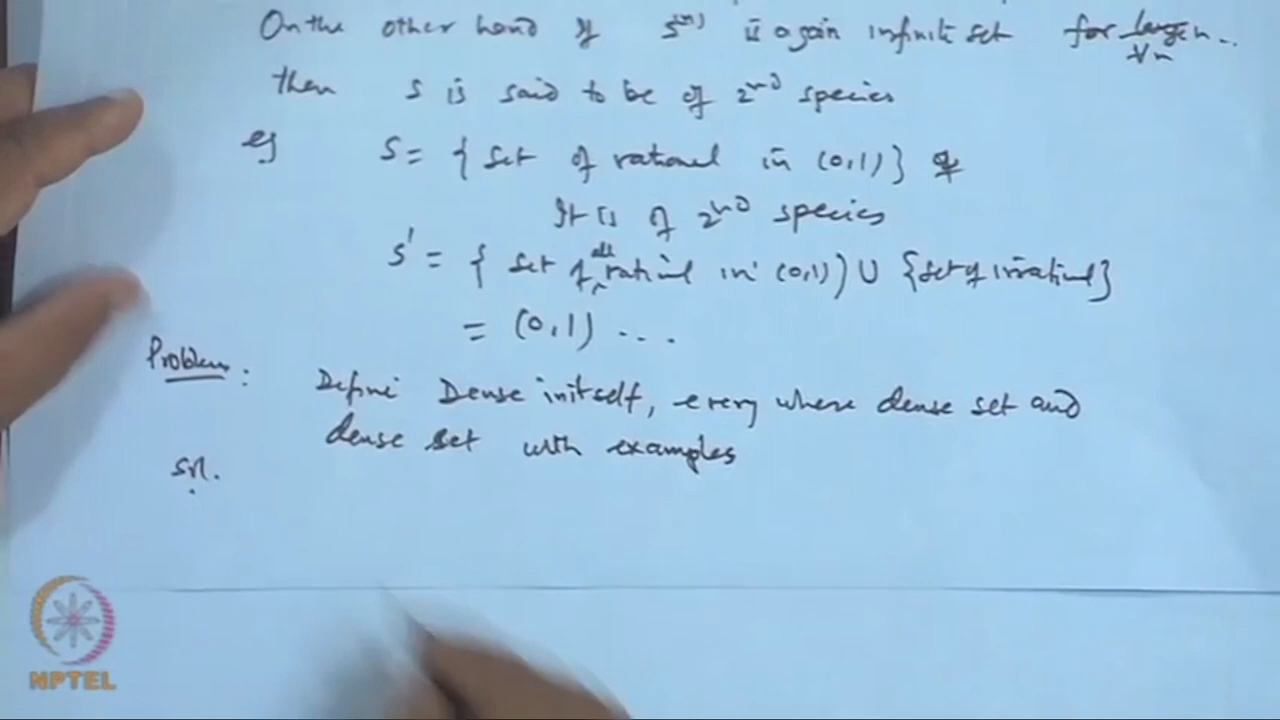 On the other hand if S⁽ⁿ⁾ is again infinite set for large n..
∀n
then S is said to be of 2nd species
eg S = { Set of rational in (0,1) }
It is of 2nd species
S' = { set of all rational in (0,1) } ∪ { set of irrational }
= (0,1) ...
Problem : Define Dense initself, every where dense set and
dense set with examples
Sol.
NPTEL